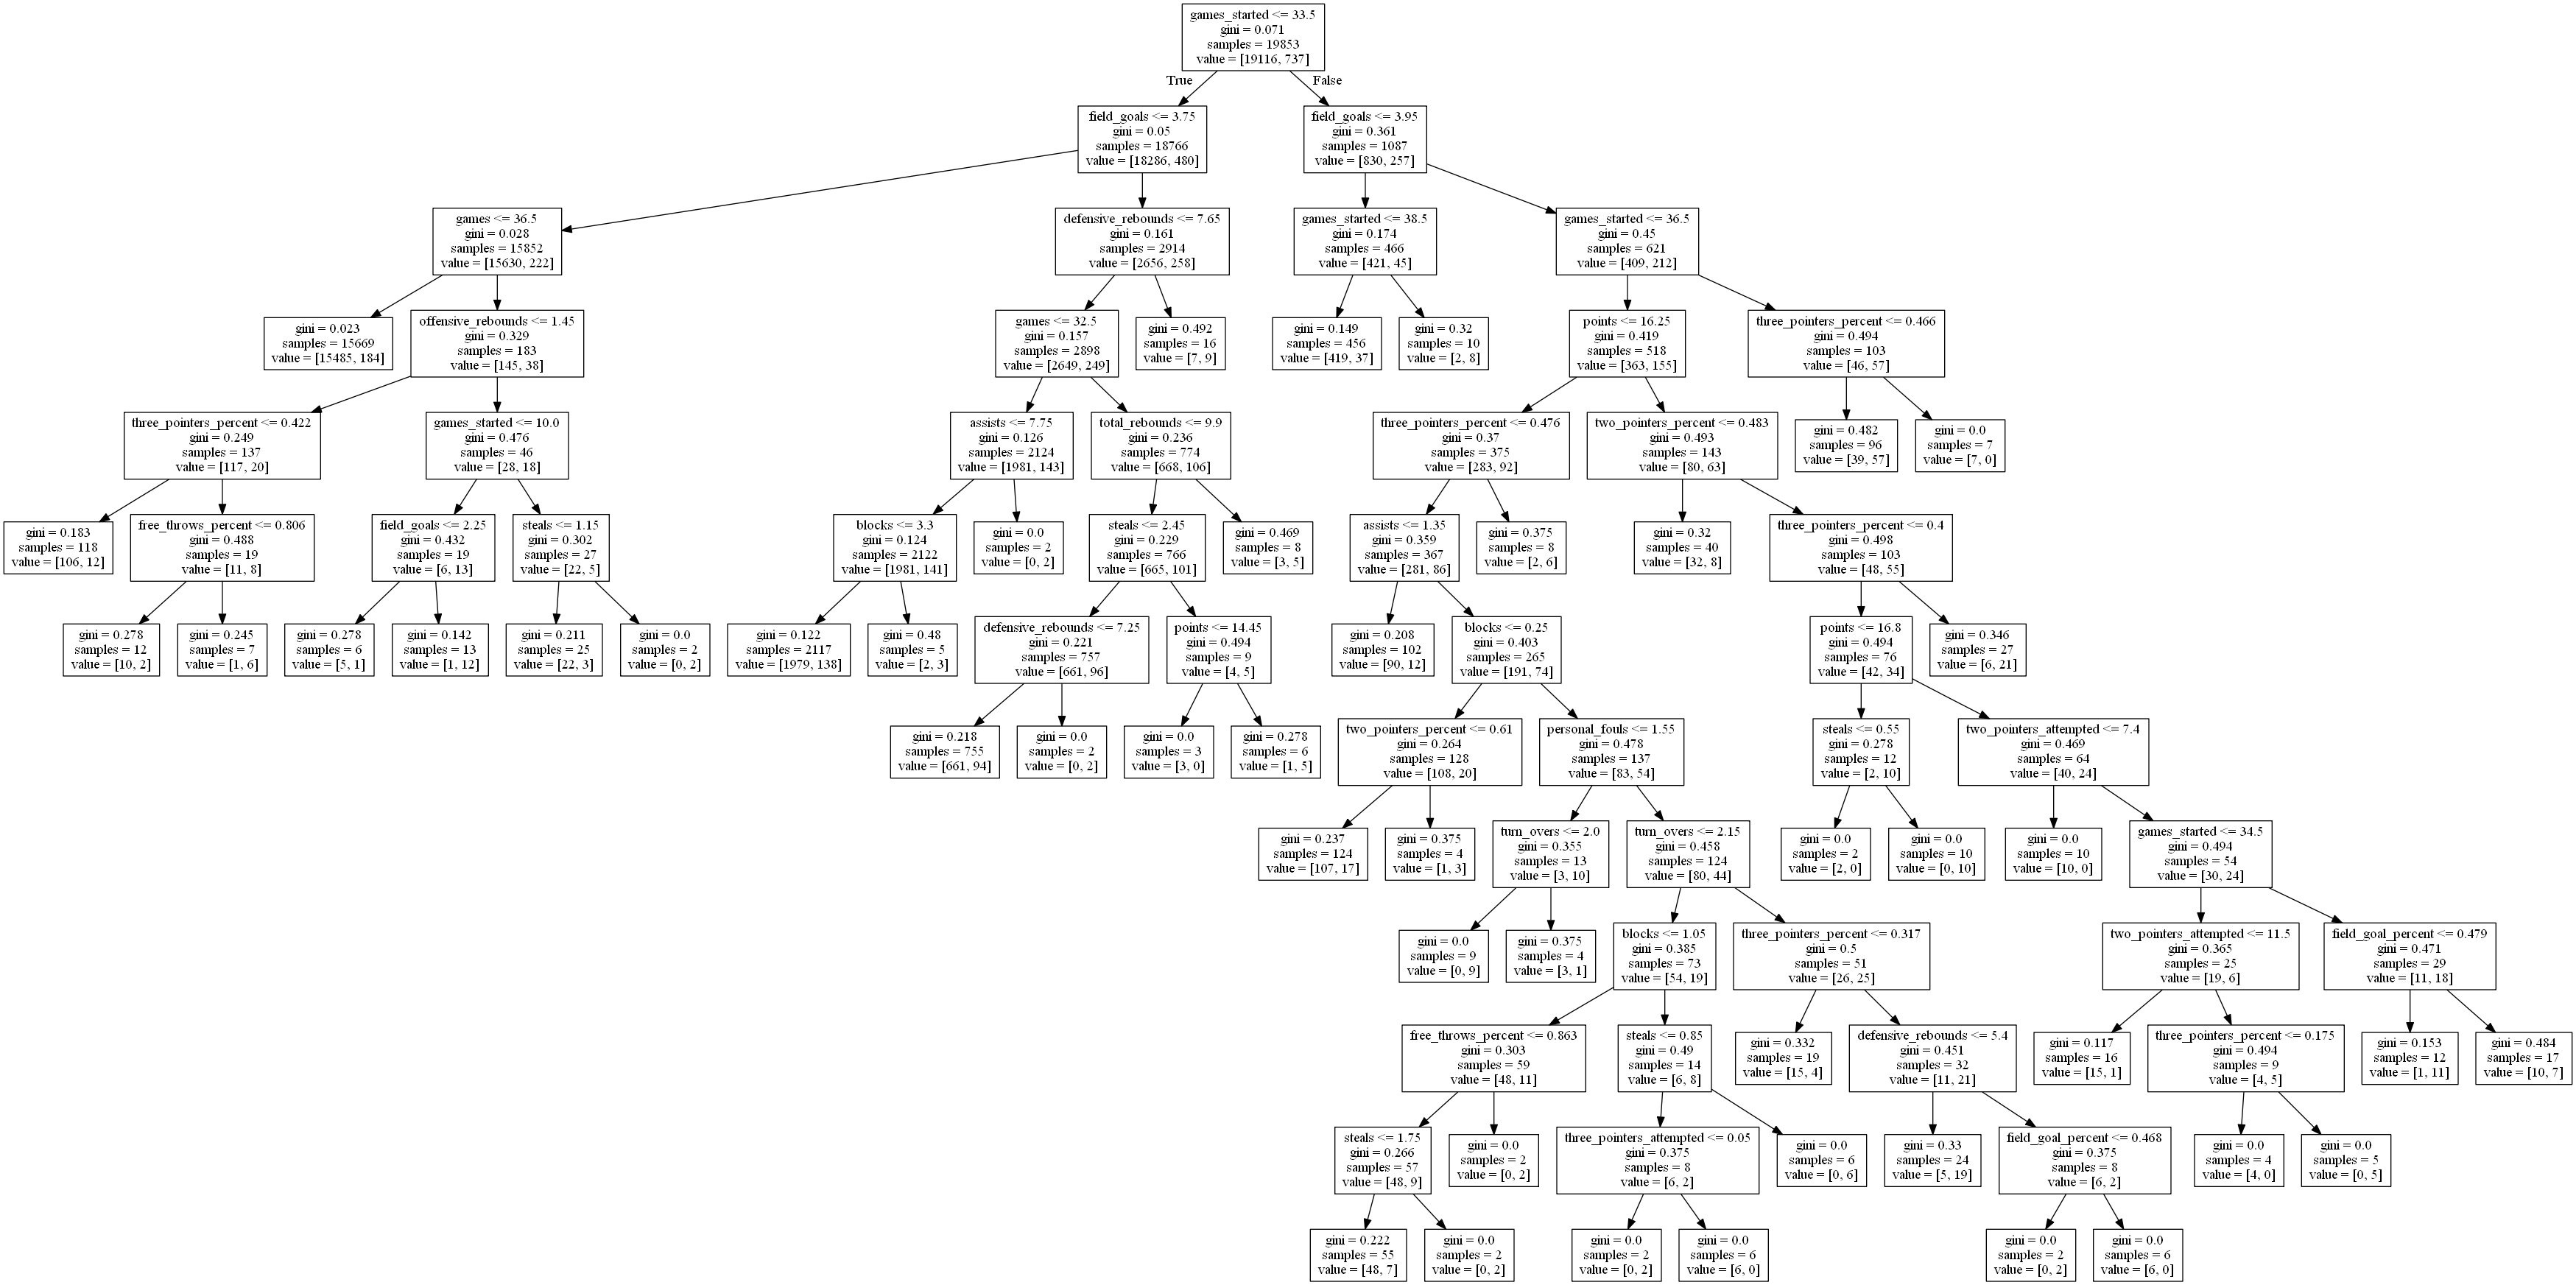 games_started <= 33.5
gini = 0.071
samples = 19853
value = [19116, 737]
True
False
field_goals <= 3.75
gini = 0.05
samples = 18766
value = [18286, 480]
field_goals <= 3.95
gini = 0.361
samples = 1087
value = [830, 257]
games <= 36.5
gini = 0.028
samples = 15852
value = [15630, 222]
defensive_rebounds <= 7.65
gini = 0.161
samples = 2914
value = [2656, 258]
games_started <= 38.5
gini = 0.174
samples = 466
value = [421, 45]
games_started <= 36.5
gini = 0.45
samples = 621
value = [409, 212]
gini = 0.023
samples = 15669
value = [15485, 184]
offensive_rebounds <= 1.45
gini = 0.329
samples = 183
value = [145, 38]
games <= 32.5
gini = 0.157
samples = 2898
value = [2649, 249]
gini = 0.492
samples = 16
value = [7, 9]
gini = 0.149
samples = 456
value = [419, 37]
gini = 0.32
samples = 10
value = [2, 8]
points <= 16.25
gini = 0.419
samples = 518
value = [363, 155]
three_pointers_percent <= 0.466
gini = 0.494
samples = 103
value = [46, 57]
three_pointers_percent <= 0.422
gini = 0.249
samples = 137
value = [117, 20]
games_started <= 10.0
gini = 0.476
samples = 46
value = [28, 18]
assists <= 7.75
gini = 0.126
samples = 2124
value = [1981, 143]
total_rebounds <= 9.9
gini = 0.236
samples = 774
value = [668, 106]
three_pointers_percent <= 0.476
gini = 0.37
samples = 375
value = [283, 92]
two_pointers_percent <= 0.483
gini = 0.493
samples = 143
value = [80, 63]
gini = 0.482
samples = 96
value = [39, 57]
gini = 0.0
samples = 7
value = [7, 0]
gini = 0.183
samples = 118
value = [106, 12]
free_throws_percent <= 0.806
gini = 0.488
samples = 19
value = [11, 8]
field_goals <= 2.25
gini = 0.432
samples = 19
value = [6, 13]
steals <= 1.15
gini = 0.302
samples = 27
value = [22, 5]
blocks <= 3.3
gini = 0.124
samples = 2122
value = [1981, 141]
gini = 0.0
samples = 2
value = [0, 2]
steals <= 2.45
gini = 0.229
samples = 766
value = [665, 101]
gini = 0.469
samples = 8
value = [3, 5]
assists <= 1.35
gini = 0.359
samples = 367
value = [281, 86]
gini = 0.375
samples = 8
value = [2, 6]
gini = 0.32
samples = 40
value = [32, 8]
three_pointers_percent <= 0.4
gini = 0.498
samples = 103
value = [48, 55]
gini = 0.278
samples = 12
value = [10, 2]
gini = 0.245
samples = 7
value = [1, 6]
gini = 0.278
samples = 6
value = [5, 1]
gini = 0.142
samples = 13
value = [1, 12]
gini = 0.211
samples = 25
value = [22, 3]
gini = 0.0
samples = 2
value = [0, 2]
gini = 0.122
samples = 2117
value = [1979, 138]
gini = 0.48
samples = 5
value = [2, 3]
defensive_rebounds <= 7.25
gini = 0.221
samples = 757
value = [661, 96]
points <= 14.45
gini = 0.494
samples = 9
value = [4, 5]
gini = 0.208
samples = 102
value = [90, 12]
blocks <= 0.25
gini = 0.403
samples = 265
value = [191, 74]
points <= 16.8
gini = 0.494
samples = 76
value = [42, 34]
gini = 0.346
samples = 27
value = [6, 21]
gini = 0.218
samples = 755
value = [661, 94]
gini = 0.0
samples = 2
value = [0, 2]
gini = 0.0
samples = 3
value = [3, 0]
gini = 0.278
samples = 6
value = [1, 5]
two_pointers_percent <= 0.61
gini = 0.264
samples = 128
value = [108, 20]
personal_fouls <= 1.55
gini = 0.478
samples = 137
value = [83, 54]
steals <= 0.55
gini = 0.278
samples = 12
value = [2, 10]
two_pointers_attempted <= 7.4
gini = 0.469
samples = 64
value = [40, 24]
gini = 0.237
samples = 124
value = [107, 17]
gini = 0.375
samples = 4
value = [1, 3]
turn_overs <= 2.0
gini = 0.355
samples = 13
value = [3, 10]
turn_overs <= 2.15
gini = 0.458
samples = 124
value = [80, 44]
gini = 0.0
samples = 2
value = [2, 0]
gini = 0.0
samples = 10
value = [0, 10]
gini = 0.0
samples = 10
value = [10, 0]
games_started <= 34.5
gini = 0.494
samples = 54
value = [30, 24]
gini = 0.0
samples = 9
value = [0, 9]
gini = 0.375
samples = 4
value = [3, 1]
blocks <= 1.05
gini = 0.385
samples = 73
value = [54, 19]
three_pointers_percent <= 0.317
gini = 0.5
samples = 51
value = [26, 25]
two_pointers_attempted <= 11.5
gini = 0.365
samples = 25
value = [19, 6]
field_goal_percent <= 0.479
gini = 0.471
samples = 29
value = [11, 18]
free_throws_percent <= 0.863
gini = 0.303
samples = 59
value = [48, 11]
steals <= 0.85
gini = 0.49
samples = 14
value = [6, 8]
gini = 0.332
samples = 19
value = [15, 4]
defensive_rebounds <= 5.4
gini = 0.451
samples = 32
value = [11, 21]
gini = 0.117
samples = 16
value = [15, 1]
three_pointers_percent <= 0.175
gini = 0.494
samples = 9
value = [4, 5]
gini = 0.153
samples = 12
value = [1, 11]
gini = 0.484
samples = 17
value = [10, 7]
steals <= 1.75
gini = 0.266
samples = 57
value = [48, 9]
gini = 0.0
samples = 2
value = [0, 2]
three_pointers_attempted <= 0.05
gini = 0.375
samples = 8
value = [6, 2]
gini = 0.0
samples = 6
value = [0, 6]
gini = 0.33
samples = 24
value = [5, 19]
field_goal_percent <= 0.468
gini = 0.375
samples = 8
value = [6, 2]
gini = 0.0
samples = 4
value = [4, 0]
gini = 0.0
samples = 5
value = [0, 5]
gini = 0.222
samples = 55
value = [48, 7]
gini = 0.0
samples = 2
value = [0, 2]
gini = 0.0
samples = 2
value = [0, 2]
gini = 0.0
samples = 6
value = [6, 0]
gini = 0.0
samples = 2
value = [0, 2]
gini = 0.0
samples = 6
value = [6, 0]